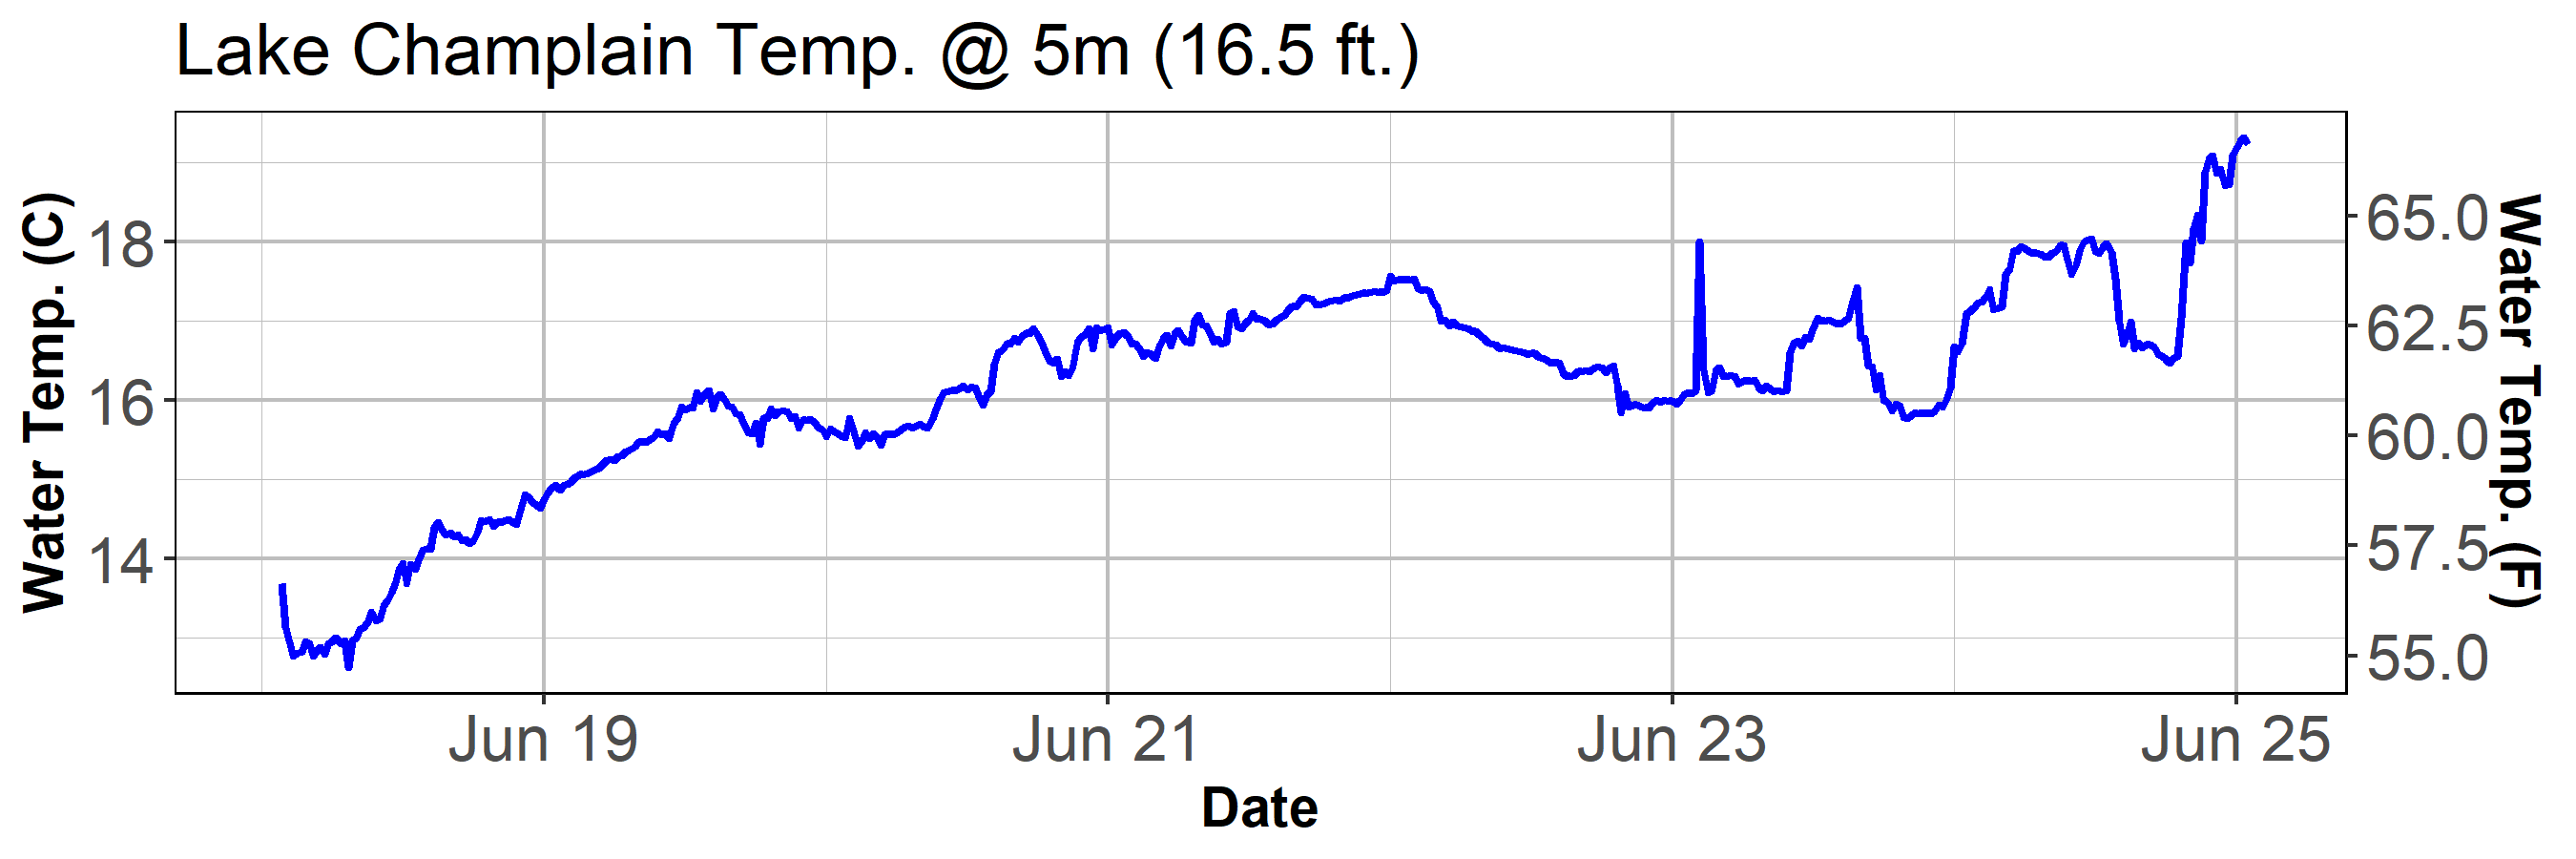 Lake Champlain Temp. @ 5m (16.5 ft.)
Water Temp. (C)
18
16
14
65.0
62.5
60.0
57.5
55.0
Water Temp. (F)
Jun 19 Jun 21 Jun 23 Jun 25
Date